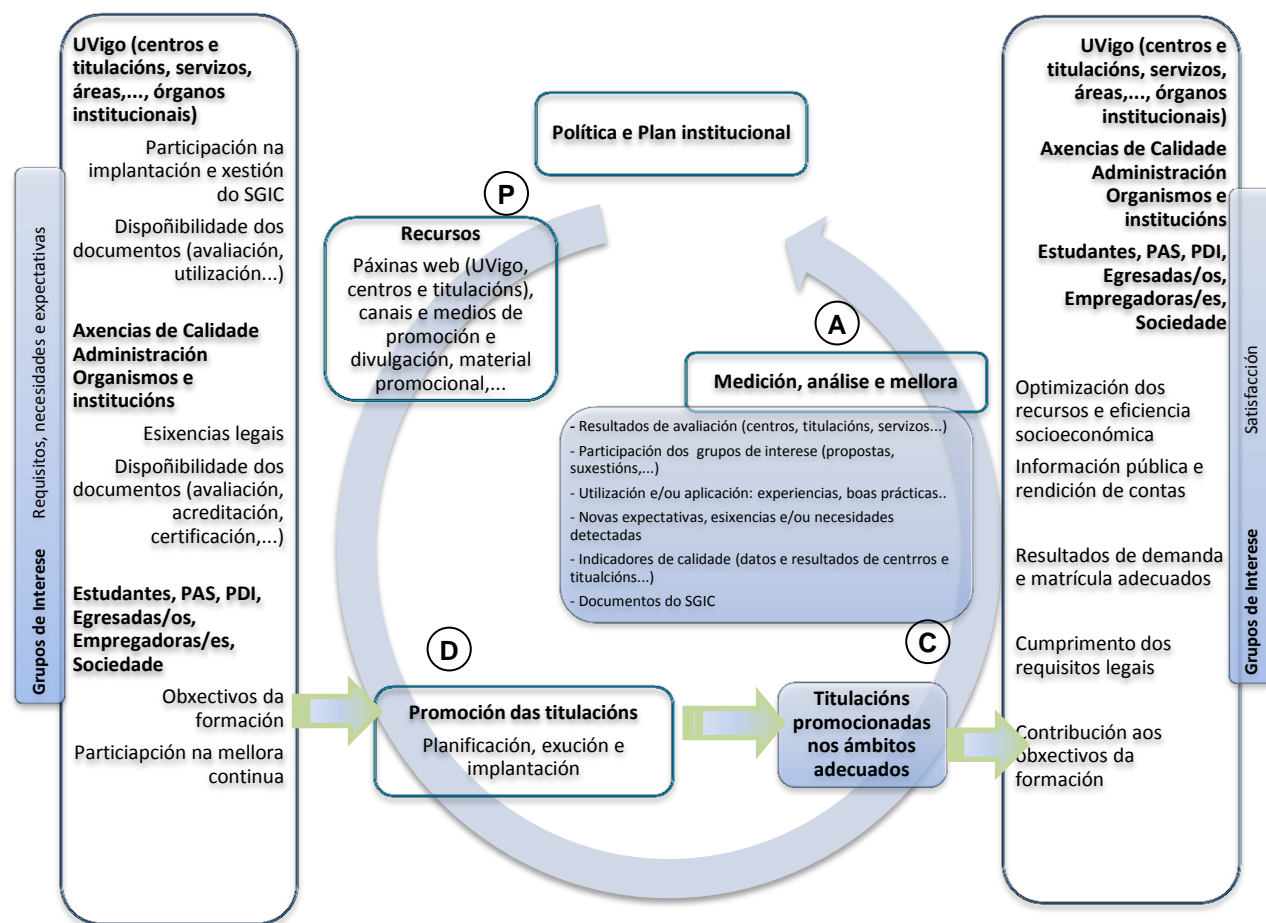 Grupos de Interese Requisitos, necesidades e expectativas
UVigo (centros e
titulacións, servizos,
áreas,..., órganos
institucionais)
Participación na
implantación e xestión
do SGIC
Dispoñibilidade dos
documentos (avaliación,
utilización...)
Axencias de Calidade
Administración
Organismos e
institucións
Esixencias legais
Dispoñibilidade dos
documentos (avaliación,
acreditación,
certificación,...)
Estudantes, PAS, PDI,
Egresadas/os,
Empregadoras/es,
Sociedade
Obxectivos da
formación
Particiapción na mellora
continua
Política e Plan institucional
P
Recursos
Páxinas web (UVigo,
centros e titulacións),
canais e medios de
promoción e
divulgación, material
promocional,...
A
Medición, análise e mellora
- Resultados de avaliación (centros, titulacións, servizos...)
- Participación dos grupos de interese (propostas,
suxestións,...)
- Utilización e/ou aplicación: experiencias, boas prácticas..
- Novas expectativas, esixencias e/ou necesidades
detectadas
- Indicadores de calidade (datos e resultados de centrros e
titualcións...)
- Documentos do SGIC
D
Promoción das titulacións
Planificación, exución e
implantación
C
Titulacións
promocionadas
nos ámbitos
adecuados
UVigo (centros e
titulacións, servizos,
áreas,..., órganos
institucionais)
Axencias de Calidade
Administración
Organismos e
institucións
Estudantes, PAS, PDI,
Egresadas/os,
Empregadoras/es,
Sociedade
Optimización dos
recursos e eficiencia
socioeconómica
Información pública e
rendición de contas
Resultados de demanda
e matrícula adecuados
Cumprimento dos
requisitos legais
Contribución aos
obxectivos da
formación
Grupos de Interese Satisfacción